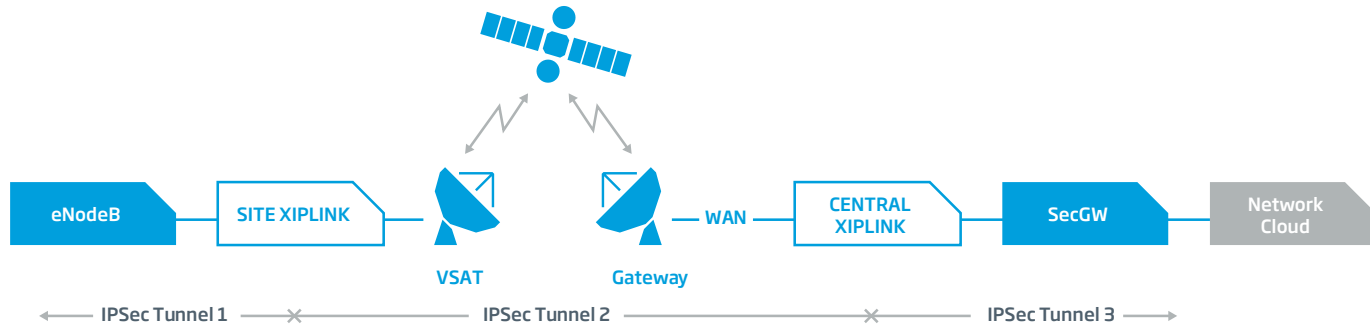 eNodeB
SITE XIPLINK
VSAT
Gateway
WAN
CENTRAL
XIPLINK
SecGW
Network
Cloud
IPSec Tunnel 1
IPSec Tunnel 2
IPSec Tunnel 3